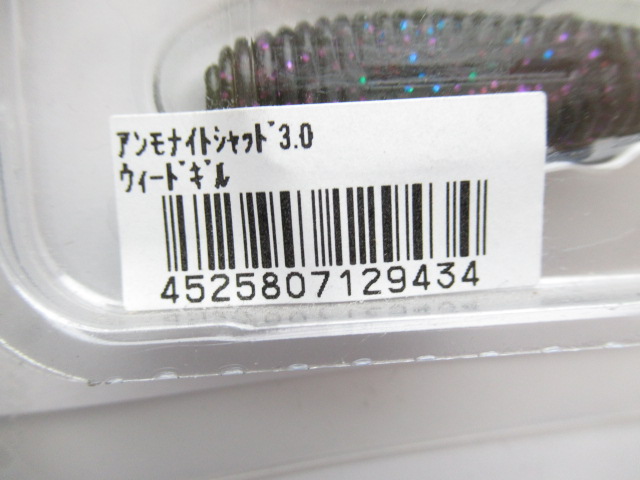 ｱﾝﾓﾅｲﾄｼｬｯﾄﾞ3.0
ｳｨｰﾄﾞｷﾞﾙ
4525807129434